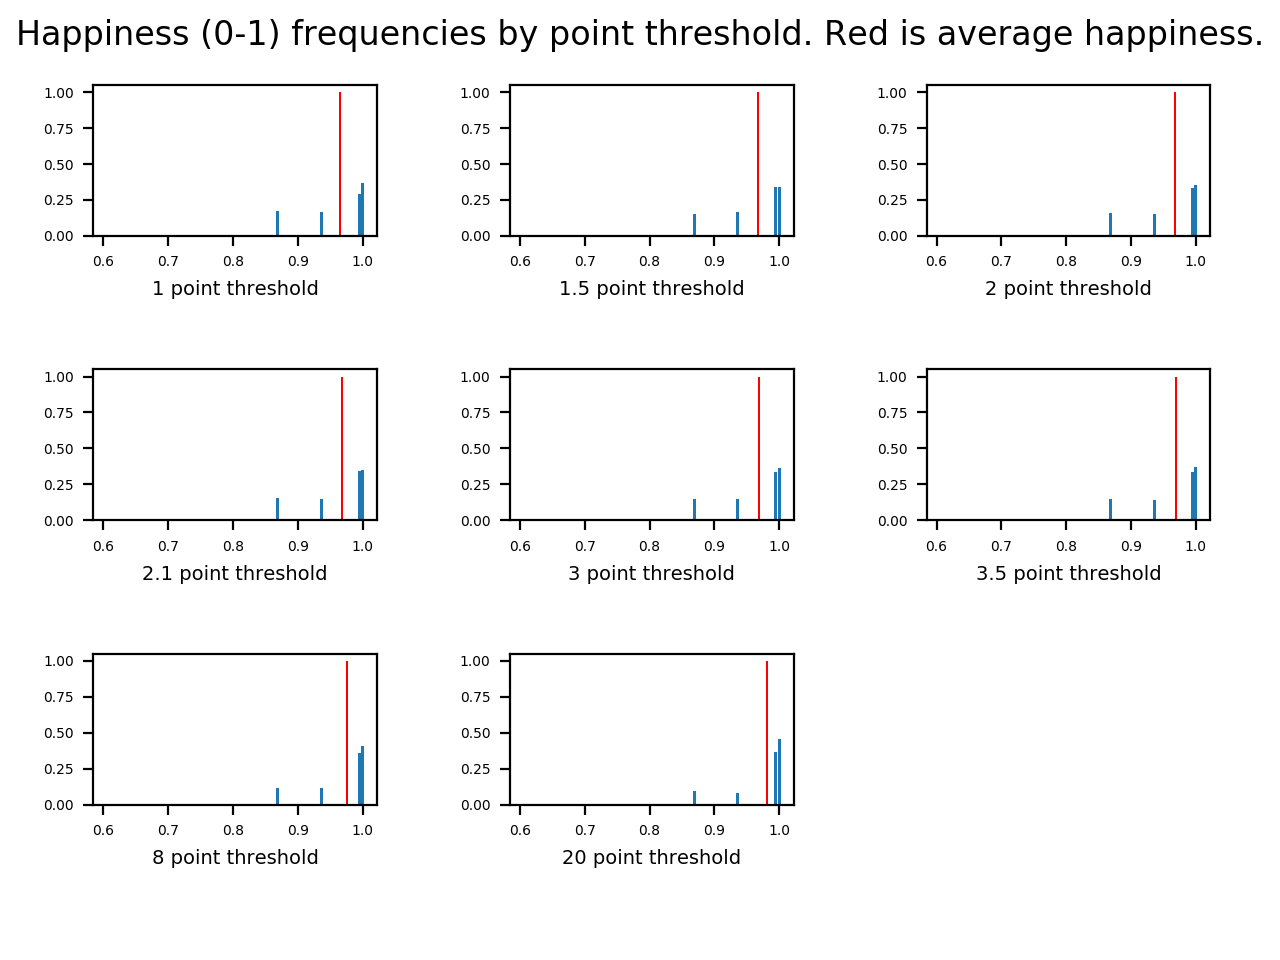 Happiness (0-1) frequencies by point threshold. Red is average happiness.
1.00 1.00 1.00
0.75 0.75 0.75
0.50 0.50 0.50
0.25 0.25 0.25
0.00 0.00 0.00
0.6 0.7 0.8 0.9 1.0 0.6 0.7 0.8 0.9 1.0 0.6 0.7 0.8 0.9 1.0
1 point threshold 1.5 point threshold 2 point threshold
1.00 1.00 1.00
0.75 0.75 0.75
0.50 0.50 0.50
0.25 0.25 0.25
0.00 0.00 0.00
0.6 0.7 0.8 0.9 1.0 0.6 0.7 0.8 0.9 1.0 0.6 0.7 0.8 0.9 1.0
2.1 point threshold 3 point threshold 3.5 point threshold
1.00 1.00
0.75 0.75
0.50 0.50
0.25 0.25
0.00 0.00
0.6 0.7 0.8 0.9 1.0 0.6 0.7 0.8 0.9 1.0
8 point threshold 20 point threshold